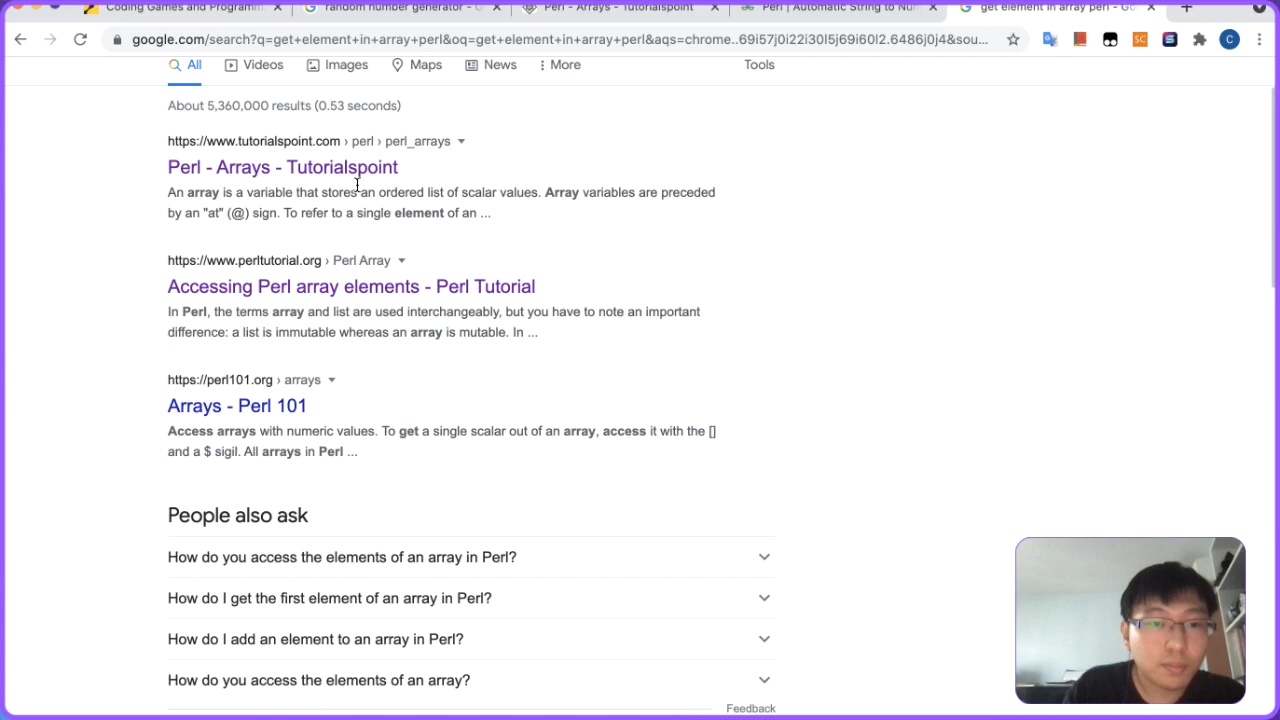 Coding Games and Programm
random number generator - G
Perl - Arrays - Tutorialspoint
Perl | Automatic String to Num
get element in array perl - Go
google.com/search?q=get+element+in+array+perl&oq=get+element+in+array+perl&aqs=chrome..69i57j0i22i30l5j69i60l2.6486j0j4&sou...
SC
S
C
All
Videos
Images
Maps
News
More
Tools
About 5,360,000 results (0.53 seconds)
https://www.tutorialspoint.com › perl › perl_arrays
Perl - Arrays - Tutorialspoint
An array is a variable that stores an ordered list of scalar values. Array variables are preceded
by an "at" (@) sign. To refer to a single element of an ...
https://www.perltutorial.org › Perl Array
Accessing Perl array elements - Perl Tutorial
In Perl, the terms array and list are used interchangeably, but you have to note an important
difference: a list is immutable whereas an array is mutable. In ...
https://perl101.org › arrays
Arrays - Perl 101
Access arrays with numeric values. To get a single scalar out of an array, access it with the []
and a $ sigil. All arrays in Perl ...
People also ask
How do you access the elements of an array in Perl?
How do I get the first element of an array in Perl?
How do I add an element to an array in Perl?
How do you access the elements of an array?
Feedback